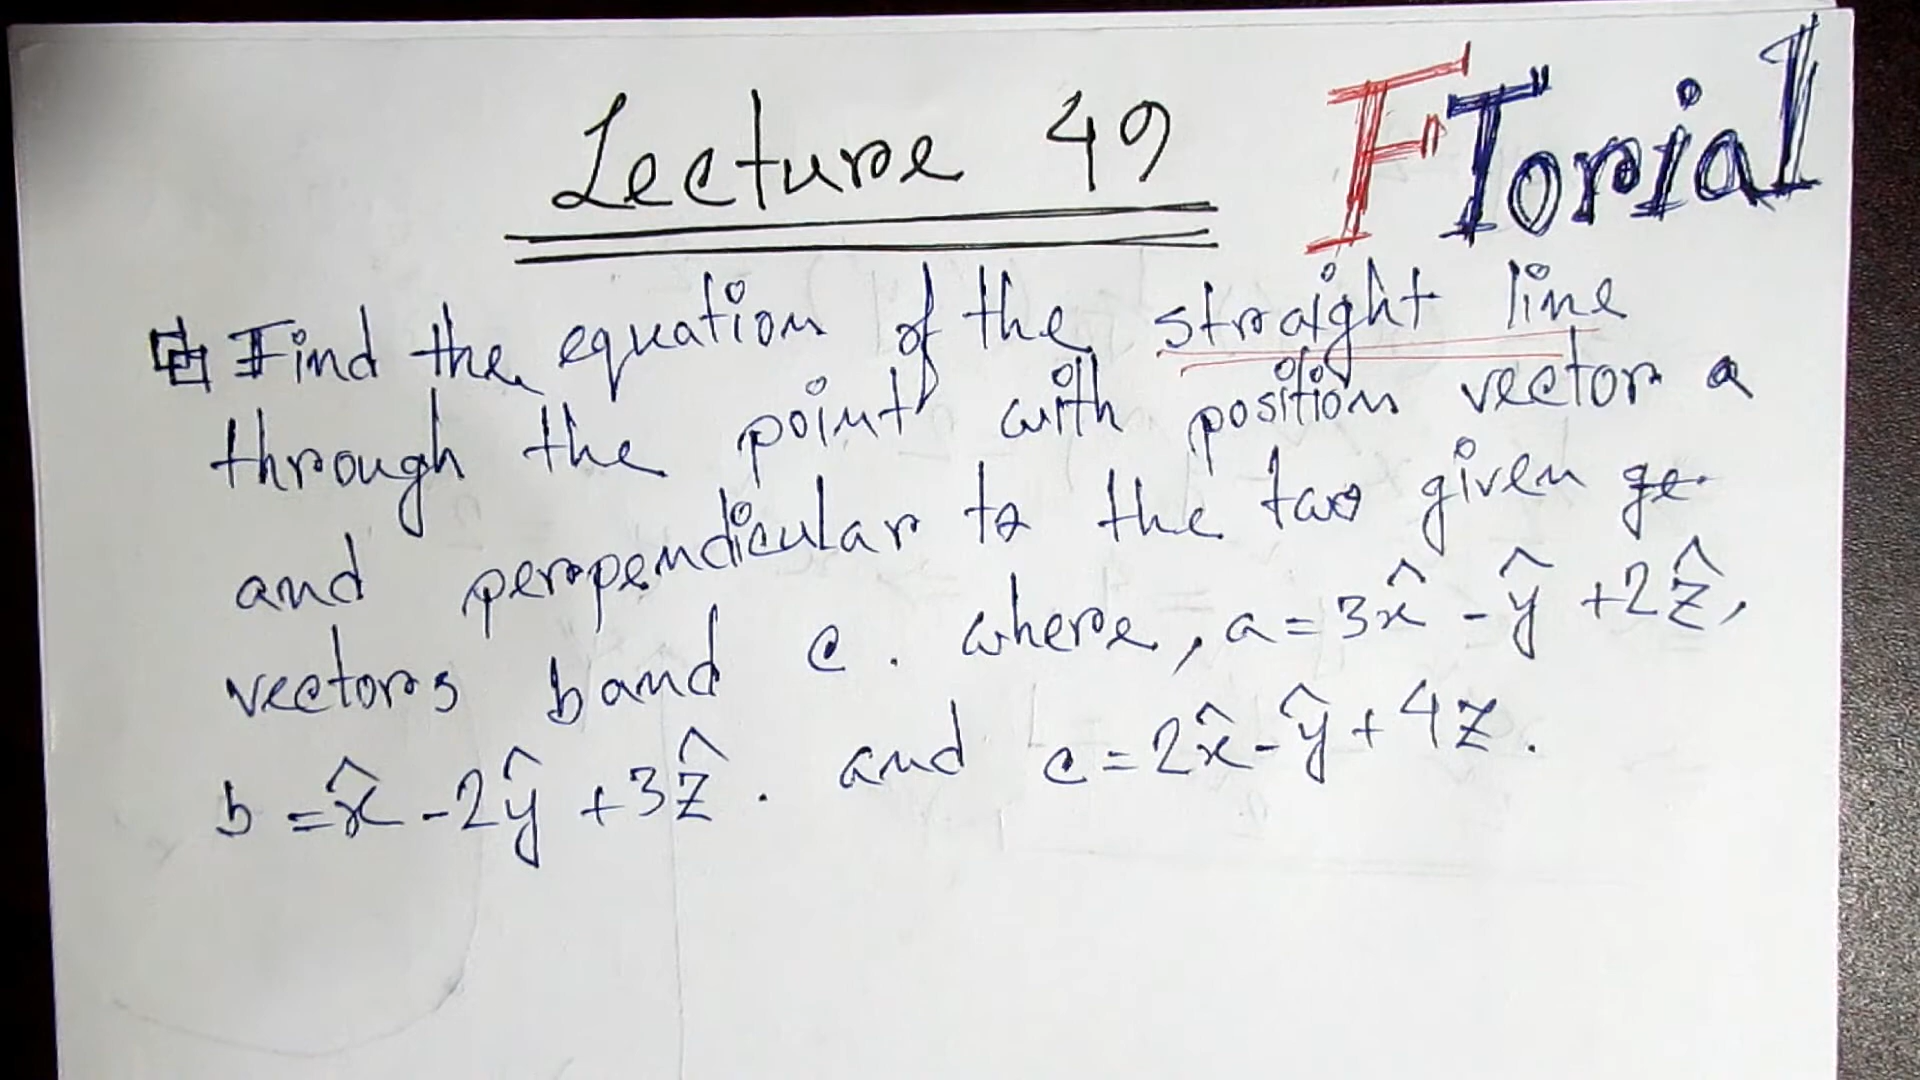 Lecture 49
FTorial
Find the equation of the straight line
through the point with position vector a
and perpendicular to the two given ge
vectors b and c. where, a = 3x̂ - ŷ + 2ẑ,
b = x̂ - 2ŷ + 3ẑ. and c = 2x̂ - ŷ + 4z.